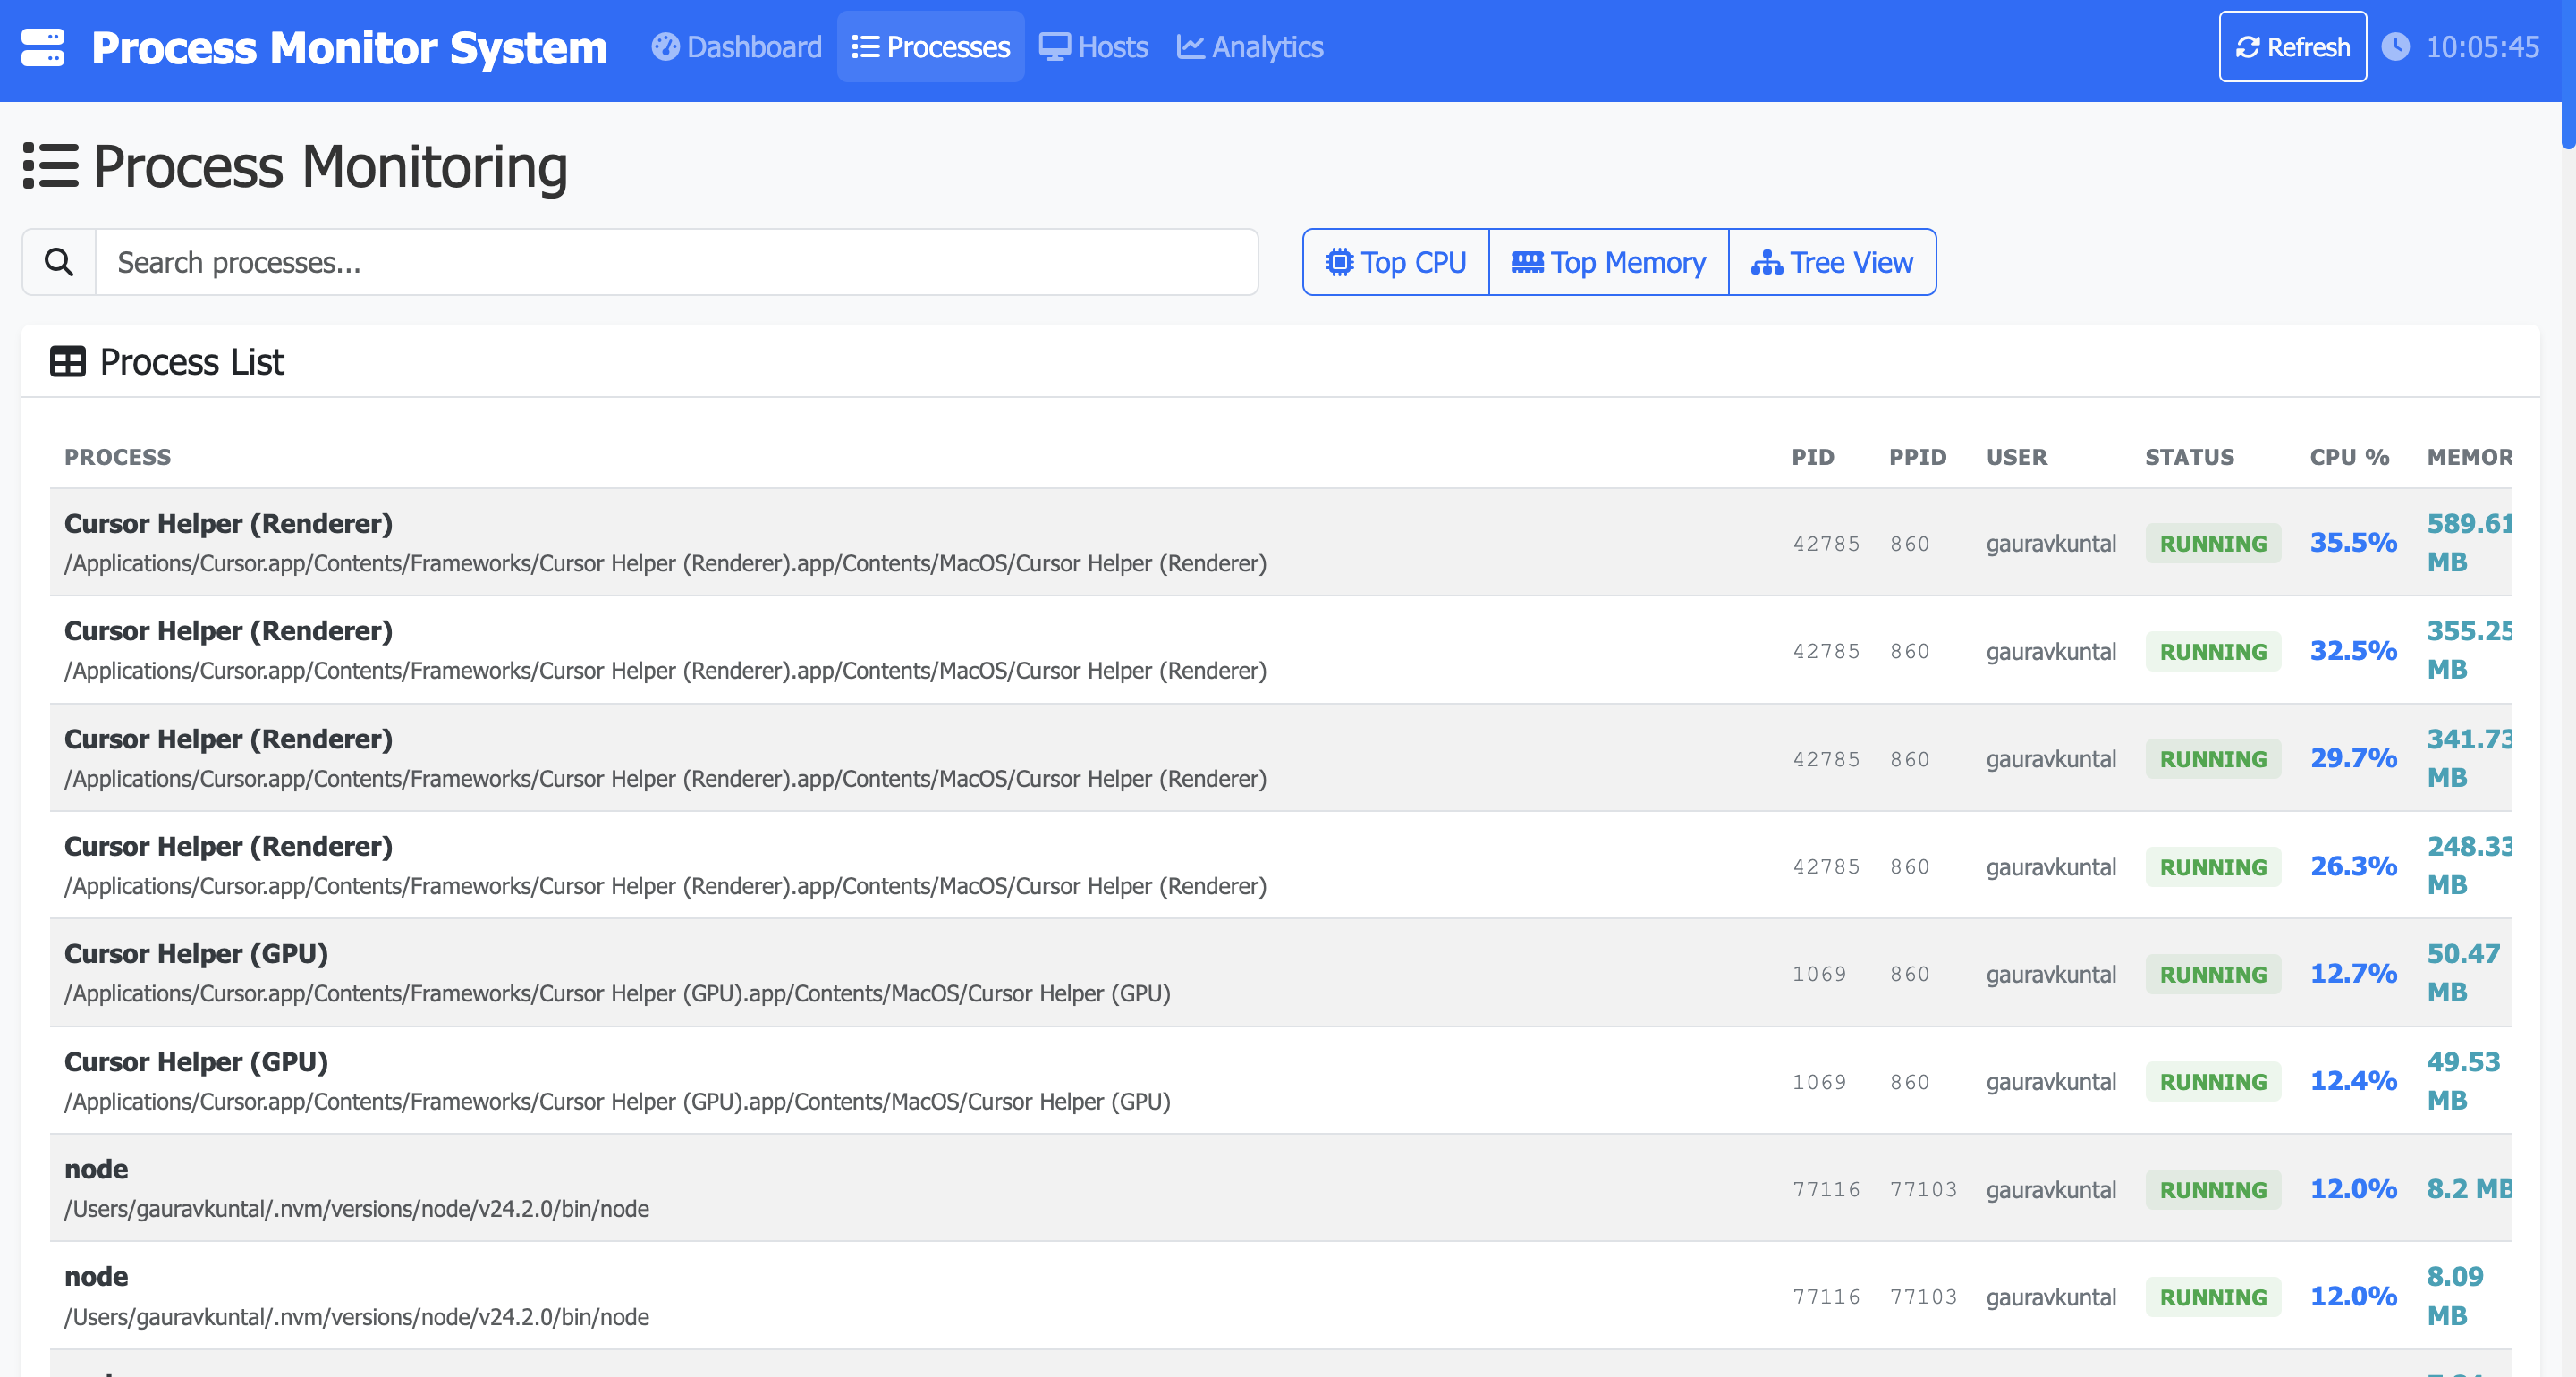 Process Monitor System Dashboard Processes Hosts Analytics Refresh 10:05:45
Process Monitoring
Search processes... Top CPU Top Memory Tree View
Process List
PROCESS PID PPID USER STATUS CPU % MEMOR
Cursor Helper (Renderer)
/Applications/Cursor.app/Contents/Frameworks/Cursor Helper (Renderer).app/Contents/MacOS/Cursor Helper (Renderer) 42785 860 gauravkuntal RUNNING 35.5% 589.61 MB
Cursor Helper (Renderer)
/Applications/Cursor.app/Contents/Frameworks/Cursor Helper (Renderer).app/Contents/MacOS/Cursor Helper (Renderer) 42785 860 gauravkuntal RUNNING 32.5% 355.25 MB
Cursor Helper (Renderer)
/Applications/Cursor.app/Contents/Frameworks/Cursor Helper (Renderer).app/Contents/MacOS/Cursor Helper (Renderer) 42785 860 gauravkuntal RUNNING 29.7% 341.73 MB
Cursor Helper (Renderer)
/Applications/Cursor.app/Contents/Frameworks/Cursor Helper (Renderer).app/Contents/MacOS/Cursor Helper (Renderer) 42785 860 gauravkuntal RUNNING 26.3% 248.33 MB
Cursor Helper (GPU)
/Applications/Cursor.app/Contents/Frameworks/Cursor Helper (GPU).app/Contents/MacOS/Cursor Helper (GPU) 1069 860 gauravkuntal RUNNING 12.7% 50.47 MB
Cursor Helper (GPU)
/Applications/Cursor.app/Contents/Frameworks/Cursor Helper (GPU).app/Contents/MacOS/Cursor Helper (GPU) 1069 860 gauravkuntal RUNNING 12.4% 49.53 MB
node
/Users/gauravkuntal/.nvm/versions/node/v24.2.0/bin/node 77116 77103 gauravkuntal RUNNING 12.0% 8.2 MB
node
/Users/gauravkuntal/.nvm/versions/node/v24.2.0/bin/node 77116 77103 gauravkuntal RUNNING 12.0% 8.09 MB